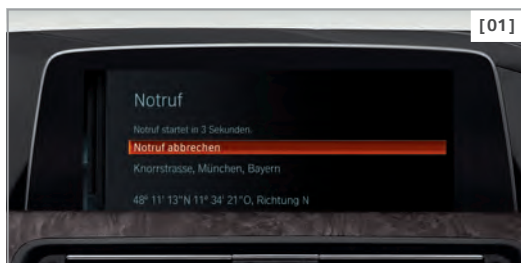 [01]
Notruf
Notruf startet in 3 Sekunden.
Notruf abbrechen
Knorrstrasse, München, Bayern
48° 11' 13"N 11° 34' 21"O, Richtung N